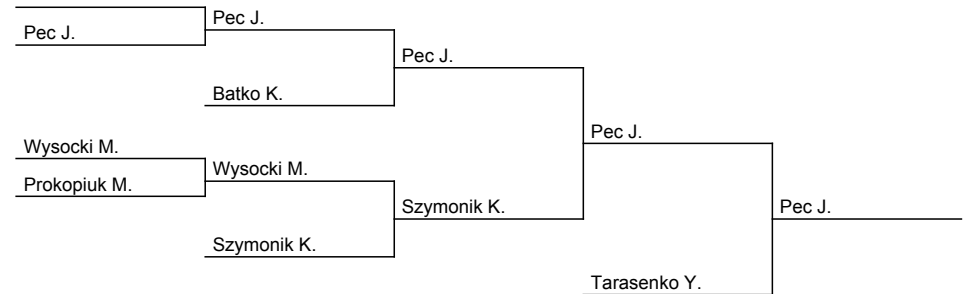 Pec J.
Pec J.
Pec J.
Batko K.
Pec J.
Wysocki M.
Wysocki M.
Prokopiuk M.
Szymonik K.
Pec J.
Szymonik K.
Tarasenko Y.